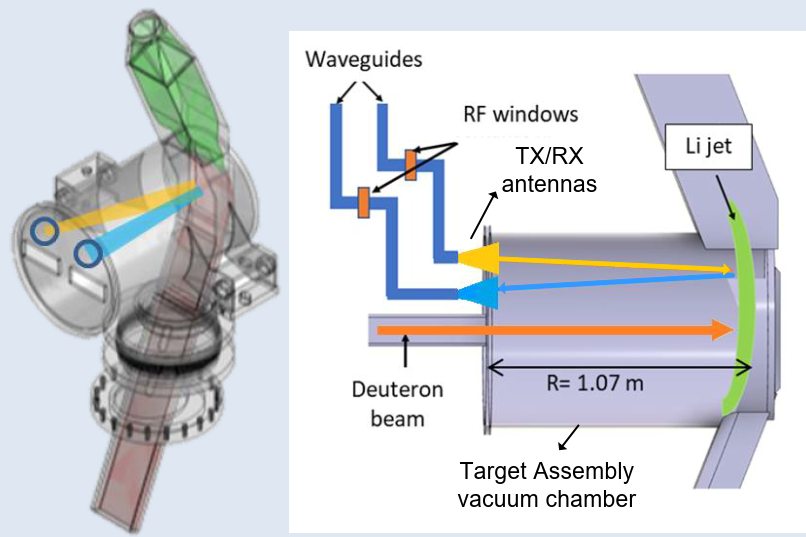 Waveguides
RF windows
TX/RX
antennas
Li jet
R= 1.07 m
Deuteron
beam
Target Assembly
vacuum chamber